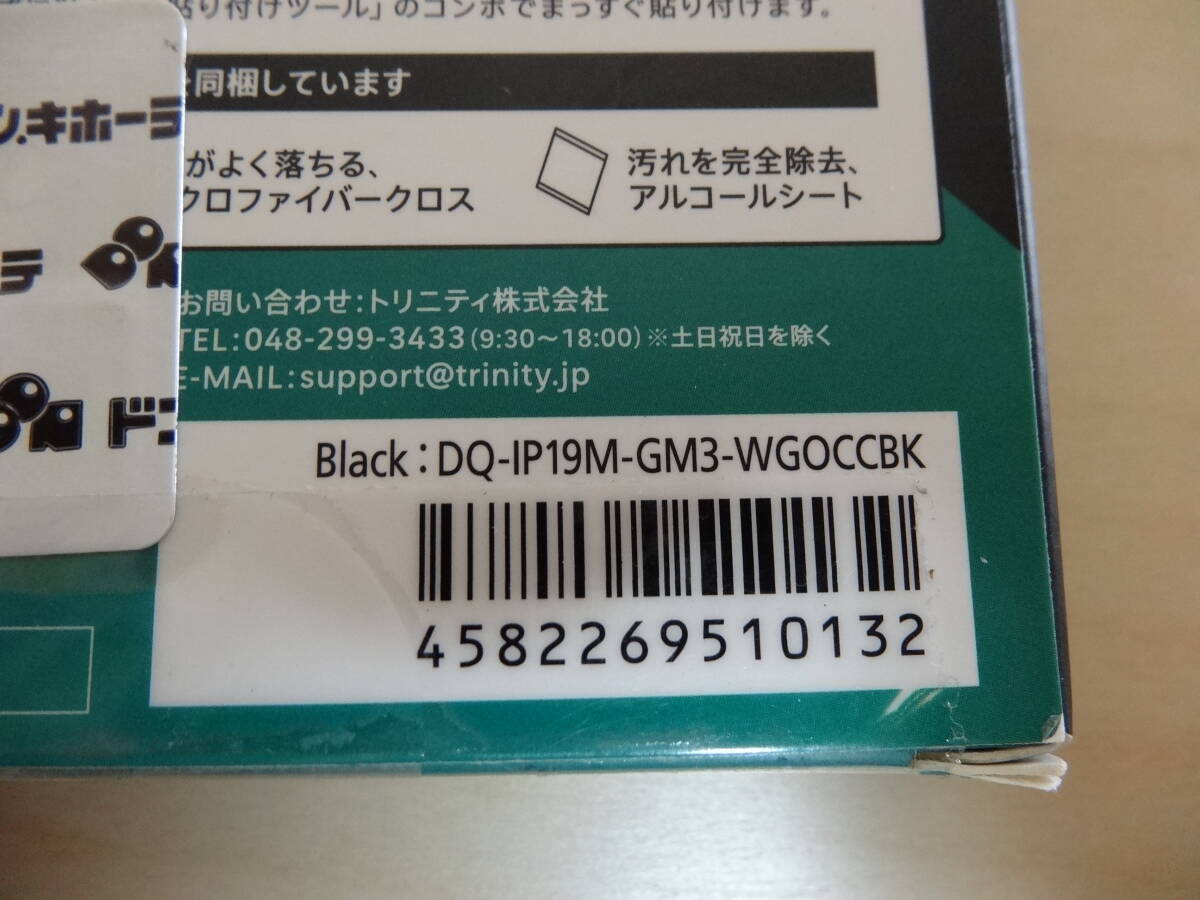 貼り付けツール」のコンボでまっすぐ貼り付けます。
を同梱しています
がよく落ちる、
クロファイバークロス
汚れを完全除去、
アルコールシート
ン.キホーテ
テ
ド
お問い合わせ:トリニティ株式会社
TEL:048-299-3433(9:30〜18:00)※土日祝日を除く
E-MAIL:support@trinity.jp
Black:DQ-IP19M-GM3-WGOCCBK
4582269510132